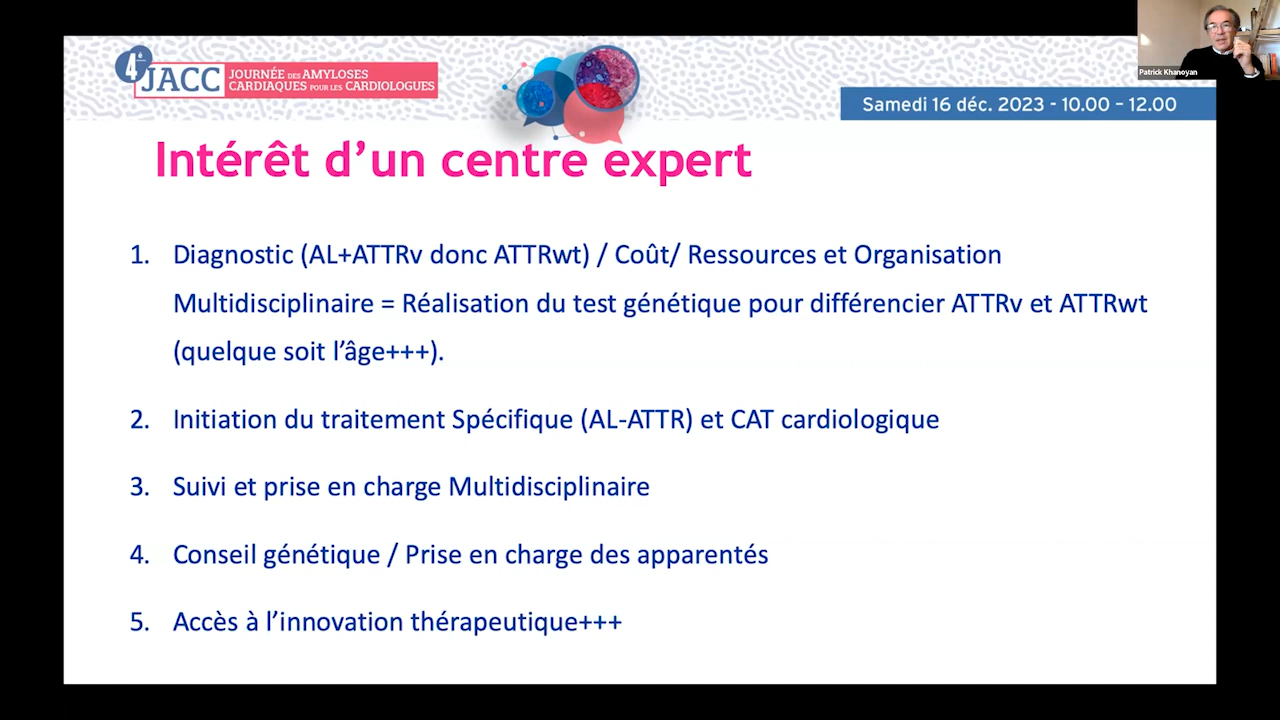 Patrick Khanoyan
4e JACC JOURNÉE DES AMYLOSES
CARDIAQUES POUR LES CARDIOLOGUES
Samedi 16 déc. 2023 - 10.00 – 12.00
Intérêt d’un centre expert
1. Diagnostic (AL+ATTRv donc ATTRwt) / Coût/ Ressources et Organisation
Multidisciplinaire = Réalisation du test génétique pour différencier ATTRv et ATTRwt
(quelque soit l’âge+++).
2. Initiation du traitement Spécifique (AL-ATTR) et CAT cardiologique
3. Suivi et prise en charge Multidisciplinaire
4. Conseil génétique / Prise en charge des apparentés
5. Accès à l’innovation thérapeutique+++